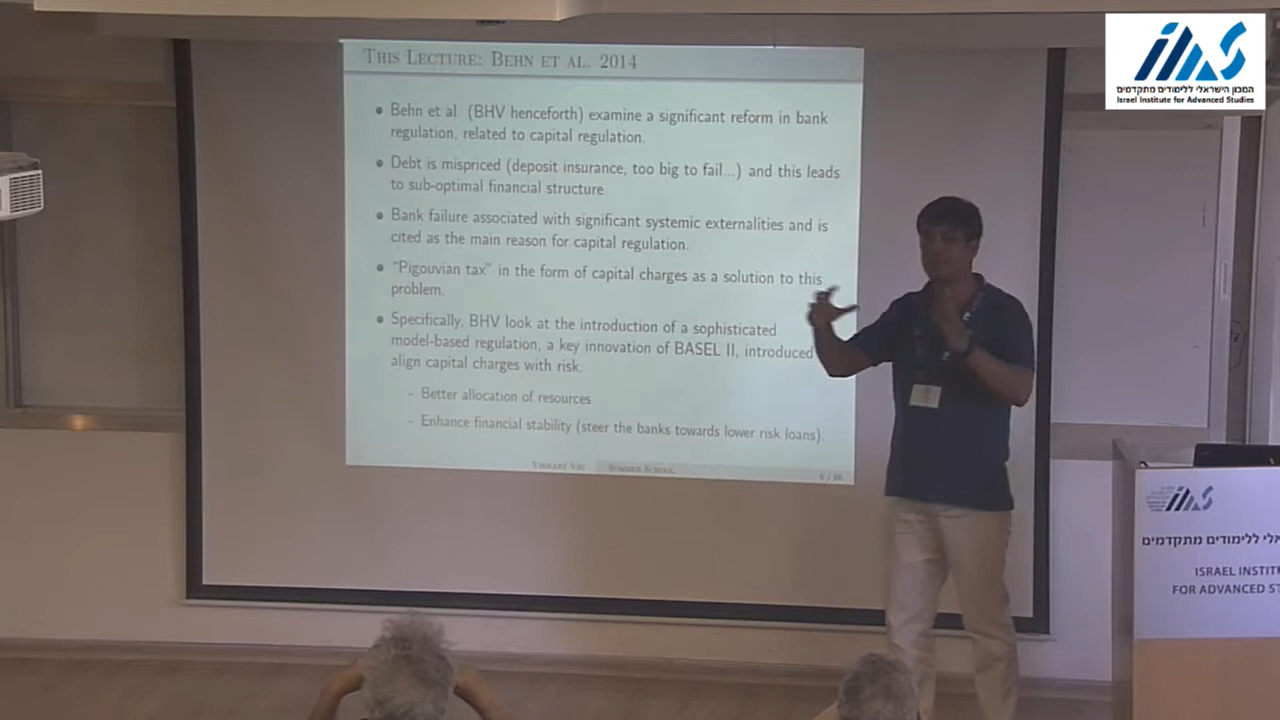 THIS LECTURE: BEHN ET AL. 2014
• Behn et al. (BHV henceforth) examine a significant reform in bank
regulation, related to capital regulation.
• Debt is mispriced (deposit insurance, too big to fail...) and this leads
to sub-optimal financial structure.
• Bank failure associated with significant systemic externalities and is
cited as the main reason for capital regulation.
• "Pigouvian tax" in the form of capital charges as a solution to this
problem.
• Specifically, BHV look at the introduction of a sophisticated
model-based regulation, a key innovation of BASEL II, introduced
align capital charges with risk.
- Better allocation of resources
- Enhance financial stability (steer the banks towards lower risk loans).
SUMMER SCHOOL
המכון הישראלי ללימודים מתקדמים
Israel Institute for Advanced Studies
ללימודים מתקדמים
ISRAEL
FOR ADVANCED